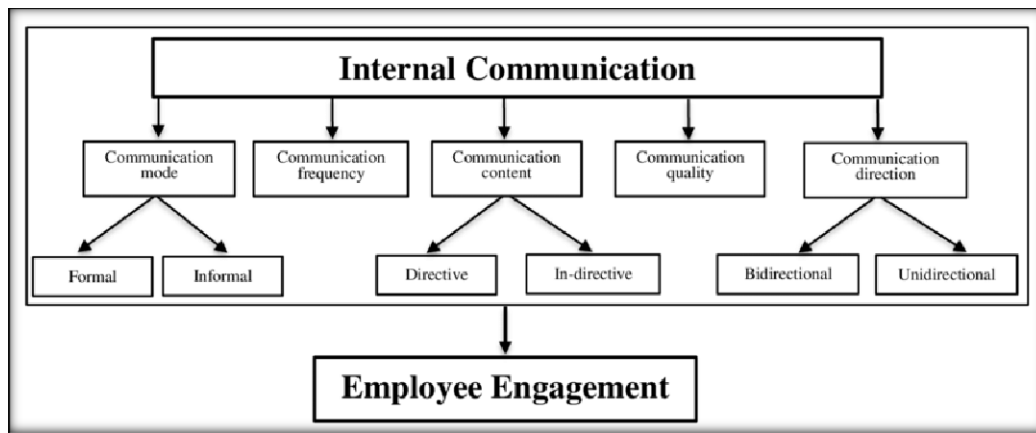 Internal Communication
Communication
mode
Communication
frequency
Communication
content
Communication
quality
Communication
direction
Formal
Informal
Directive
In-directive
Bidirectional
Unidirectional
Employee Engagement